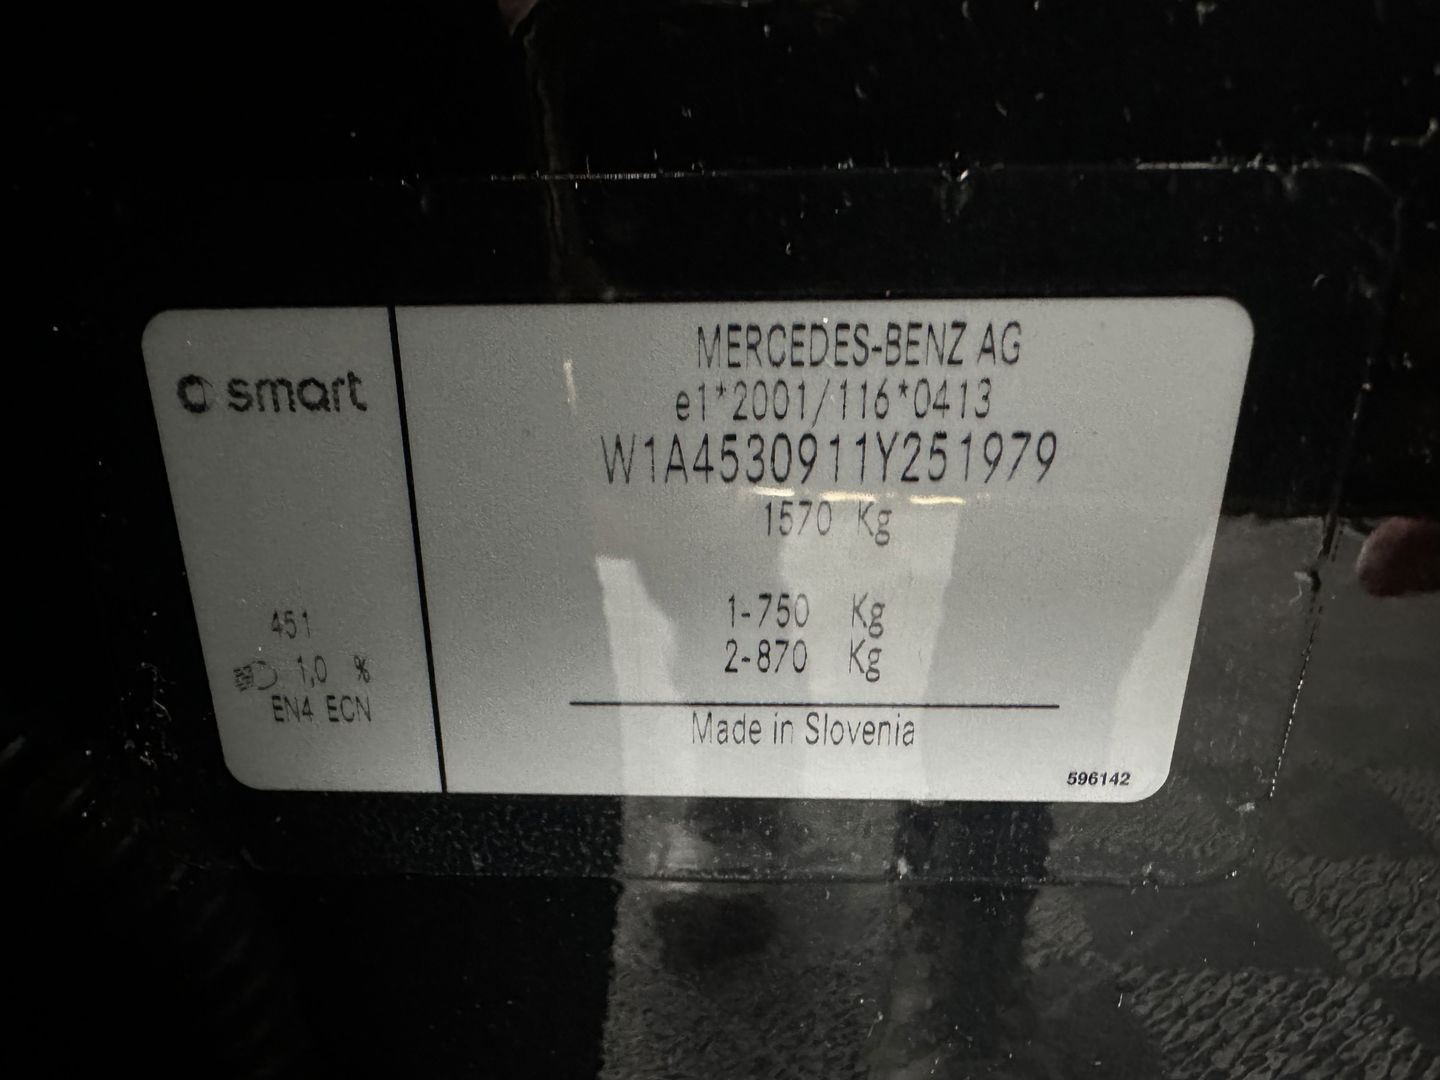 smart
451
1,0 %
EN4 ECN
MERCEDES-BENZ AG
e1*2001/116*0413
W1A4530911Y251979
1570 Kg
1-750 Kg
2-870 Kg
Made in Slovenia
596142